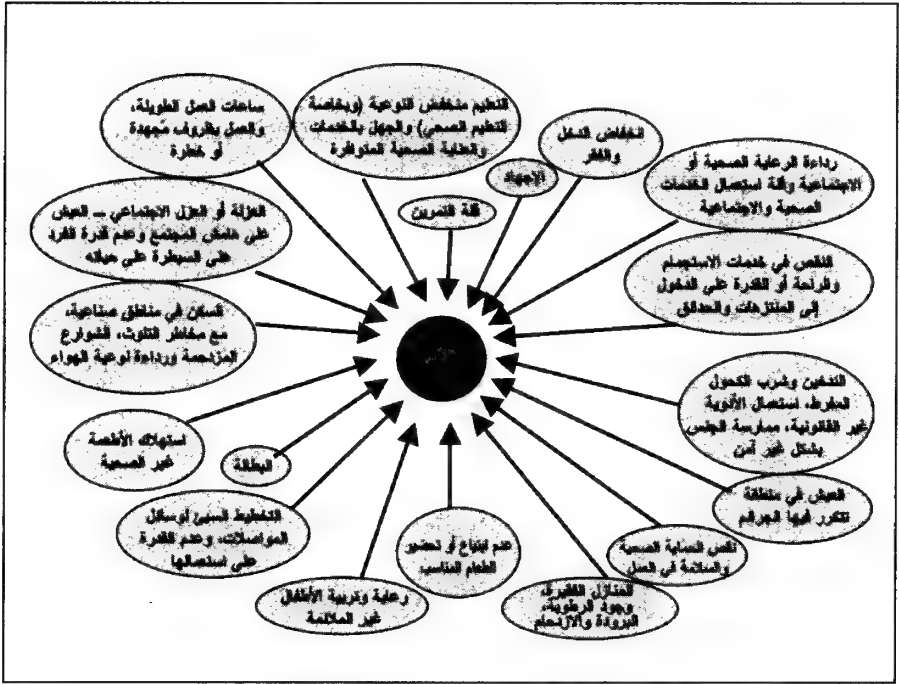 ساعات العمل الطويلة،
والعمل بظروف مجهدة
أو خطرة
التعليم منخفض النوعية (وبخاصة
التعليم الصحي) والجهل بالخدمات
والعناية الصحية المتوافرة
انخفاض الدخل
والفقر
الإجهاد
قلة التمرين
رداءة الرعاية الصحية أو
الاجتماعية وقلة استعمال الخدمات
الصحية والاجتماعية
العزلة أو العزل الاجتماعي – العيش
على هامش المجتمع وعدم قدرة الفرد
على السيطرة على حياته
النقص في خدمات الاستجمام
والراحة أو القدرة على الدخول
إلى المنتزهات والحدائق
السكن في مناطق صناعية،
مع مخاطر التلوث، الشوارع
المزدحمة ورداءة نوعية الهواء
التدخين وشرب الكحول
المفرط، استعمال الأدوية
غير القانونية، ممارسة الجنس
بشكل غير آمن
استهلاك الأطعمة
غير الصحية
البطالة
العيش في منطقة
تتكرر فيها الجرائم
التخطيط السيئ لوسائل
المواصلات، وعدم القدرة
على استعمالها
عدم ابتياع أو تحضير
الطعام المناسب
نقص العناية الصحية
والسلامة في العمل
رعاية وتربية الأطفال
غير الملائمة
المنازل الفقيرة،
وجود الرطوبة،
البرودة والازدحام